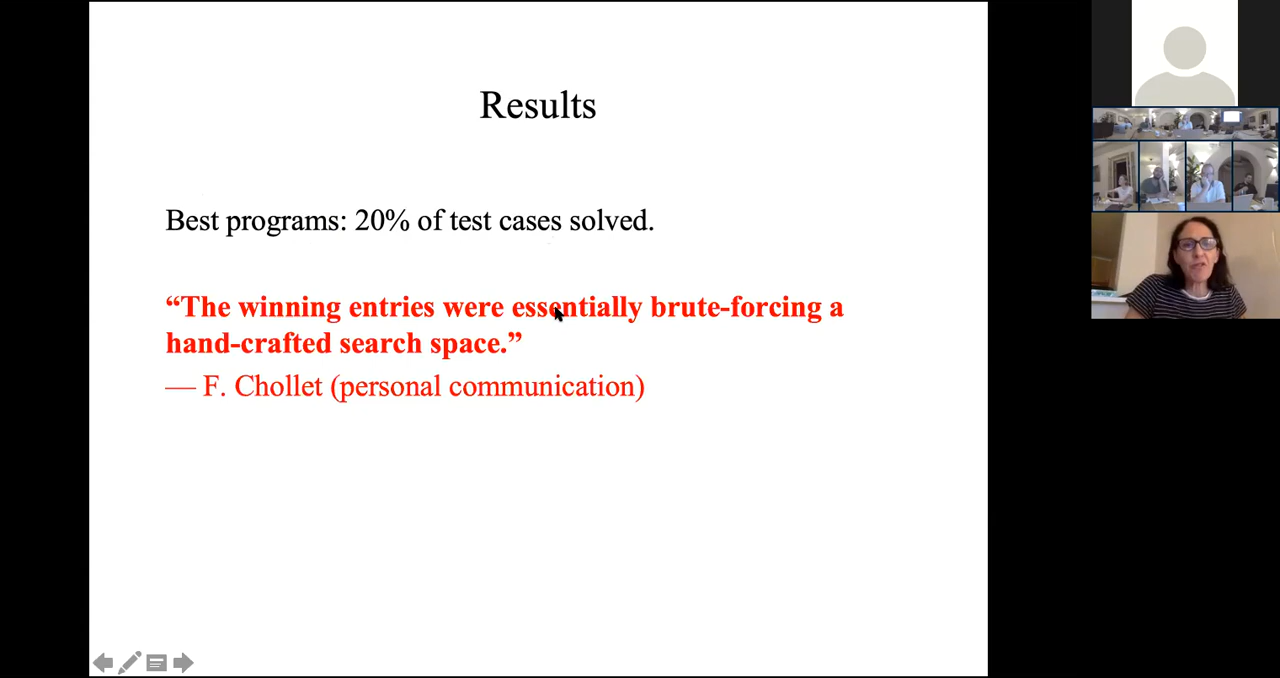 Results
Best programs: 20% of test cases solved.
“The winning entries were essentially brute-forcing a
hand-crafted search space.”
— F. Chollet (personal communication)